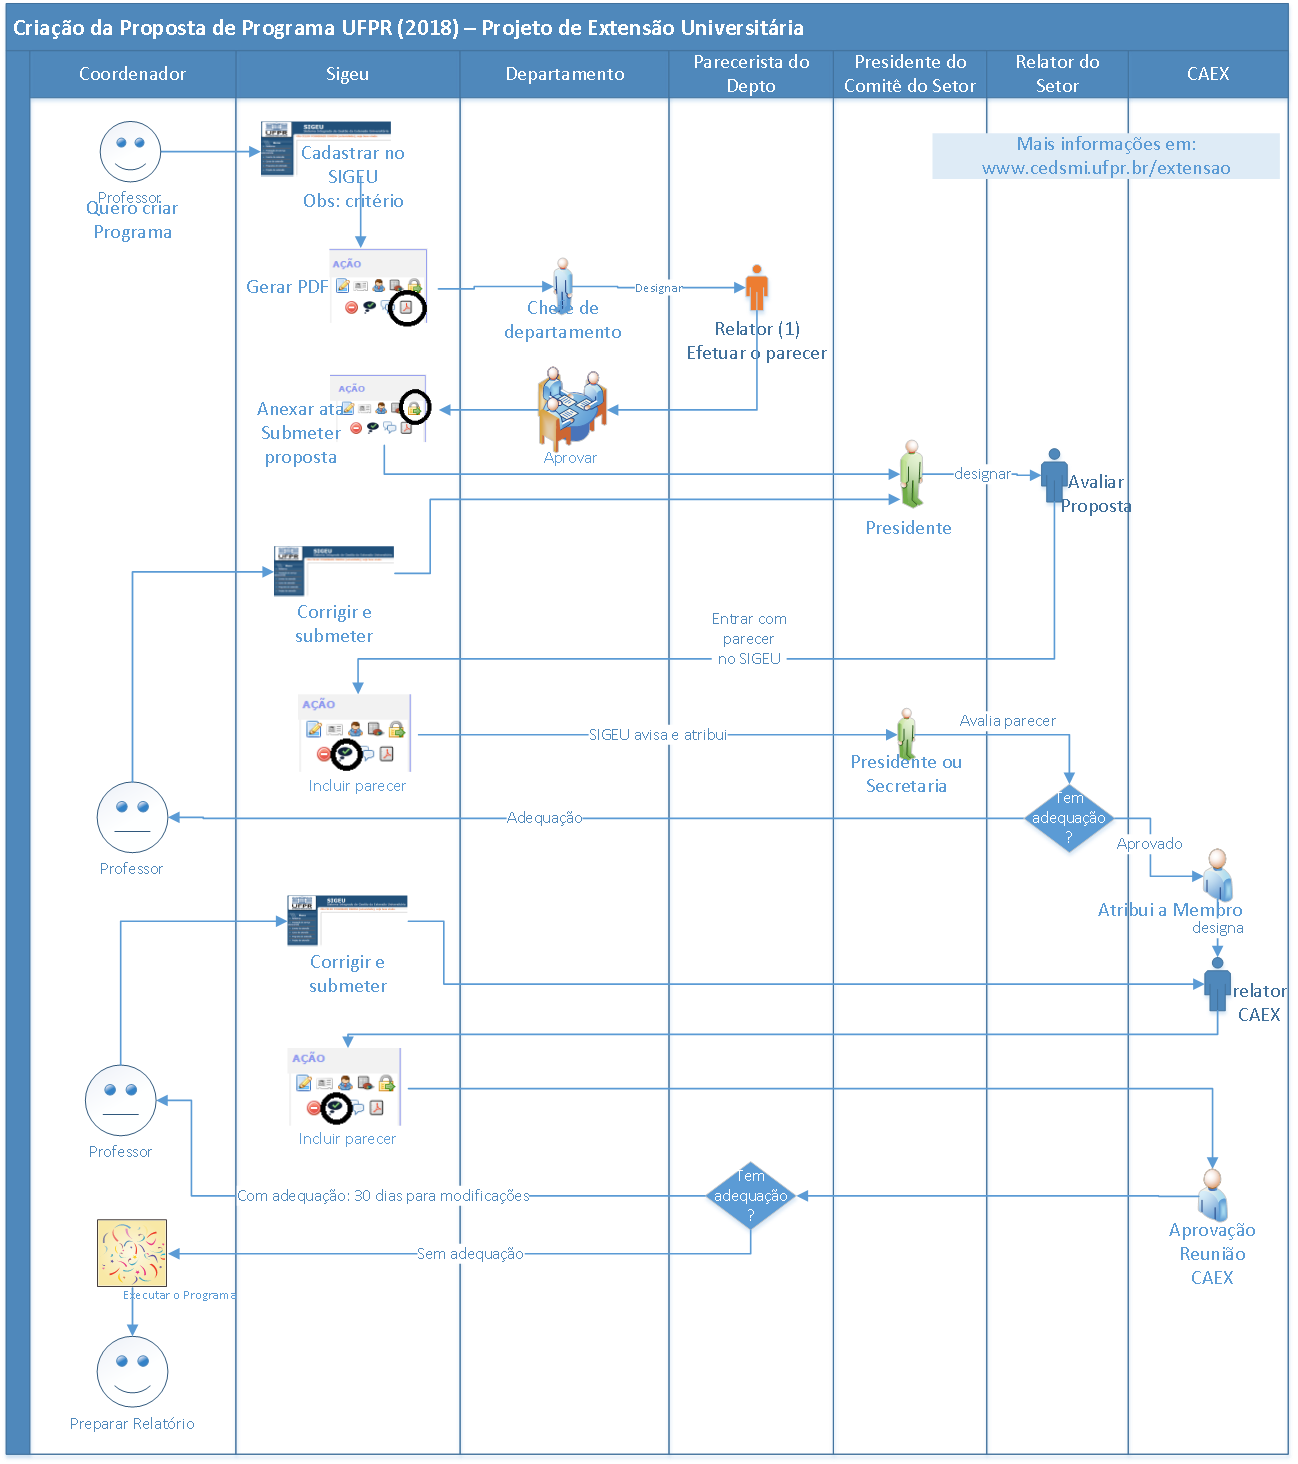 Criação da Proposta de Programa UFPR (2018) – Projeto de Extensão Universitária
Coordenador
Sigeu
Departamento
Parecerista do
Depto
Presidente do
Comitê do Setor
Relator do
Setor
CAEX
Mais informações em:
www.cedsmi.ufpr.br/extensao
Professor
Quero criar
Programa
UFPR
SIGEU
Cadastrar no
SIGEU
Obs: critério
AÇÃO
Gerar PDF
Chefe de
departamento
Designar
Relator (1)
Efetuar o parecer
AÇÃO
Anexar ata
Submeter
proposta
Aprovar
Presidente
designar
Avaliar
Proposta
UFPR
SIGEU
Corrigir e
submeter
Entrar com
parecer
no SIGEU
AÇÃO
Incluir parecer
SIGEU avisa e atribui
Presidente ou
Secretaria
Avalia parecer
Tem
adequação
?
Adequação
Professor
Aprovado
Atribui a Membro
designa
UFPR
SIGEU
Corrigir e
submeter
relator
CAEX
AÇÃO
Incluir parecer
Professor
Com adequação: 30 dias para modificações
Tem
adequação
?
Aprovação
Reunião
CAEX
Sem adequação
Executar o Programa
Preparar Relatório